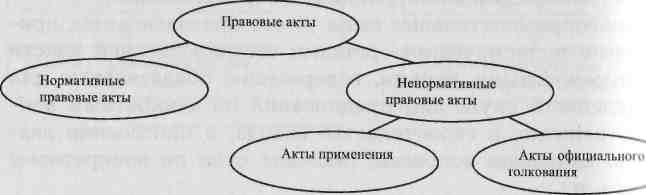 Правовые акты
Нормативные
правовые акты
Ненормативные
правовые акты
Акты применения
Акты официального
толкования